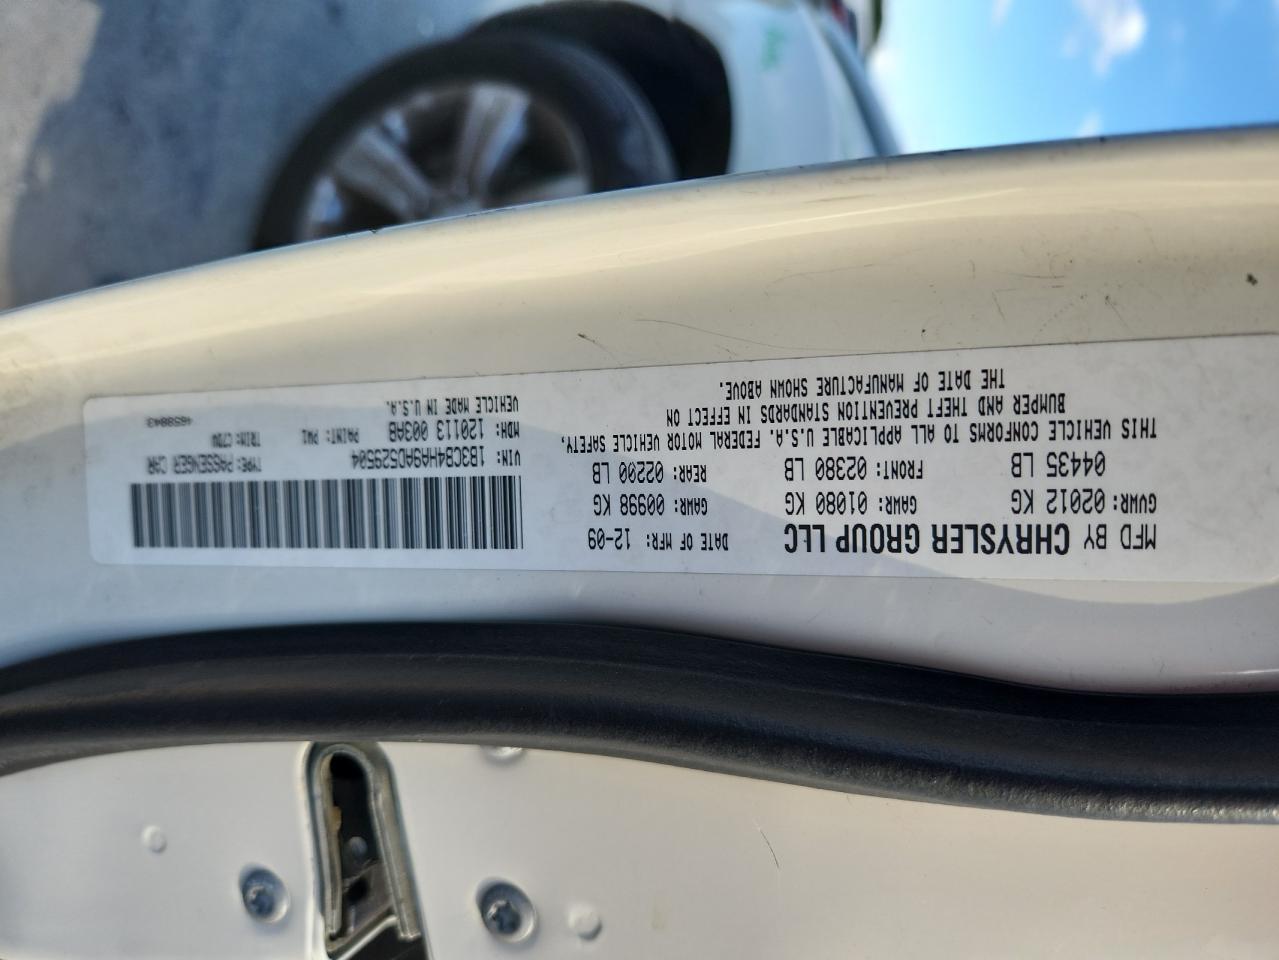 MFD BY CHRYSLER GROUP LLC
DATE OF MFR: 12-09
GVWR: 02012 KG
GAWR: 01080 KG
GAWR: 00998 KG
04435 LB
FRONT: 02380 LB
REAR: 02200 LB
THIS VEHICLE CONFORMS TO ALL APPLICABLE U.S.A. FEDERAL MOTOR VEHICLE SAFETY,
BUMPER AND THEFT PREVENTION STANDARDS IN EFFECT ON
THE DATE OF MANUFACTURE SHOWN ABOVE.
VIN: 1B3CB4HA9AD529504
TYPE: PASSENGER CAR
MDH: 120113 003AB
PAINT: PW1
TRIM: C7DW
VEHICLE MADE IN U.S.A.
4658843